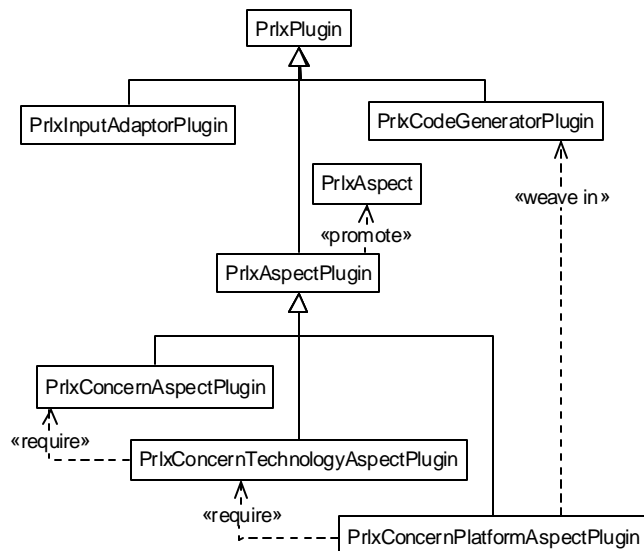 PrlxPlugin
PrlxInputAdaptorPlugin
PrlxCodeGeneratorPlugin
PrlxAspect
«weave in»
«promote»
PrlxAspectPlugin
PrlxConcernAspectPlugin
«require»
PrlxConcernTechnologyAspectPlugin
«require»
PrlxConcernPlatformAspectPlugin